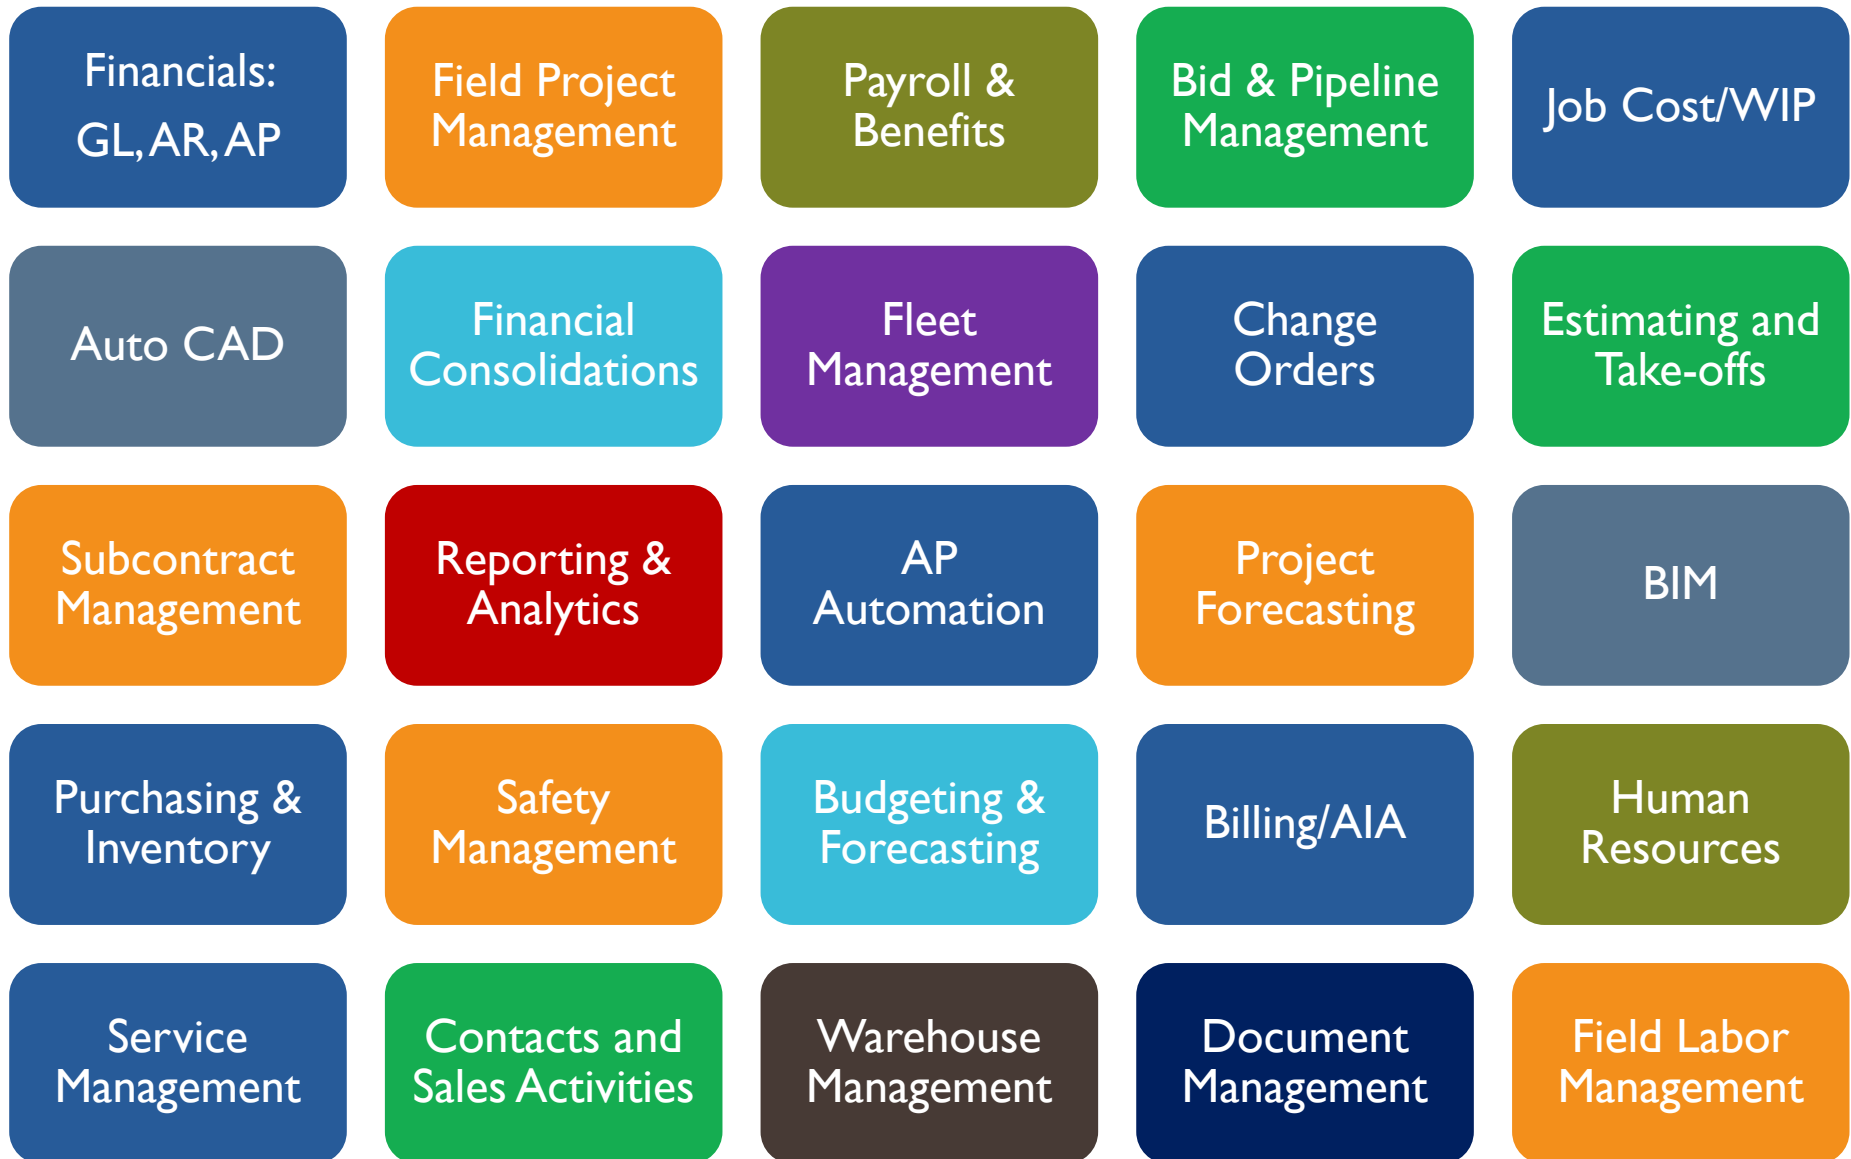 Financials:
GL, AR, AP
Field Project
Management
Payroll &
Benefits
Bid & Pipeline
Management
Job Cost/WIP
Auto CAD
Financial
Consolidations
Fleet
Management
Change
Orders
Estimating and
Take-offs
Subcontract
Management
Reporting &
Analytics
AP
Automation
Project
Forecasting
BIM
Purchasing &
Inventory
Safety
Management
Budgeting &
Forecasting
Billing/AIA
Human
Resources
Service
Management
Contacts and
Sales Activities
Warehouse
Management
Document
Management
Field Labor
Management